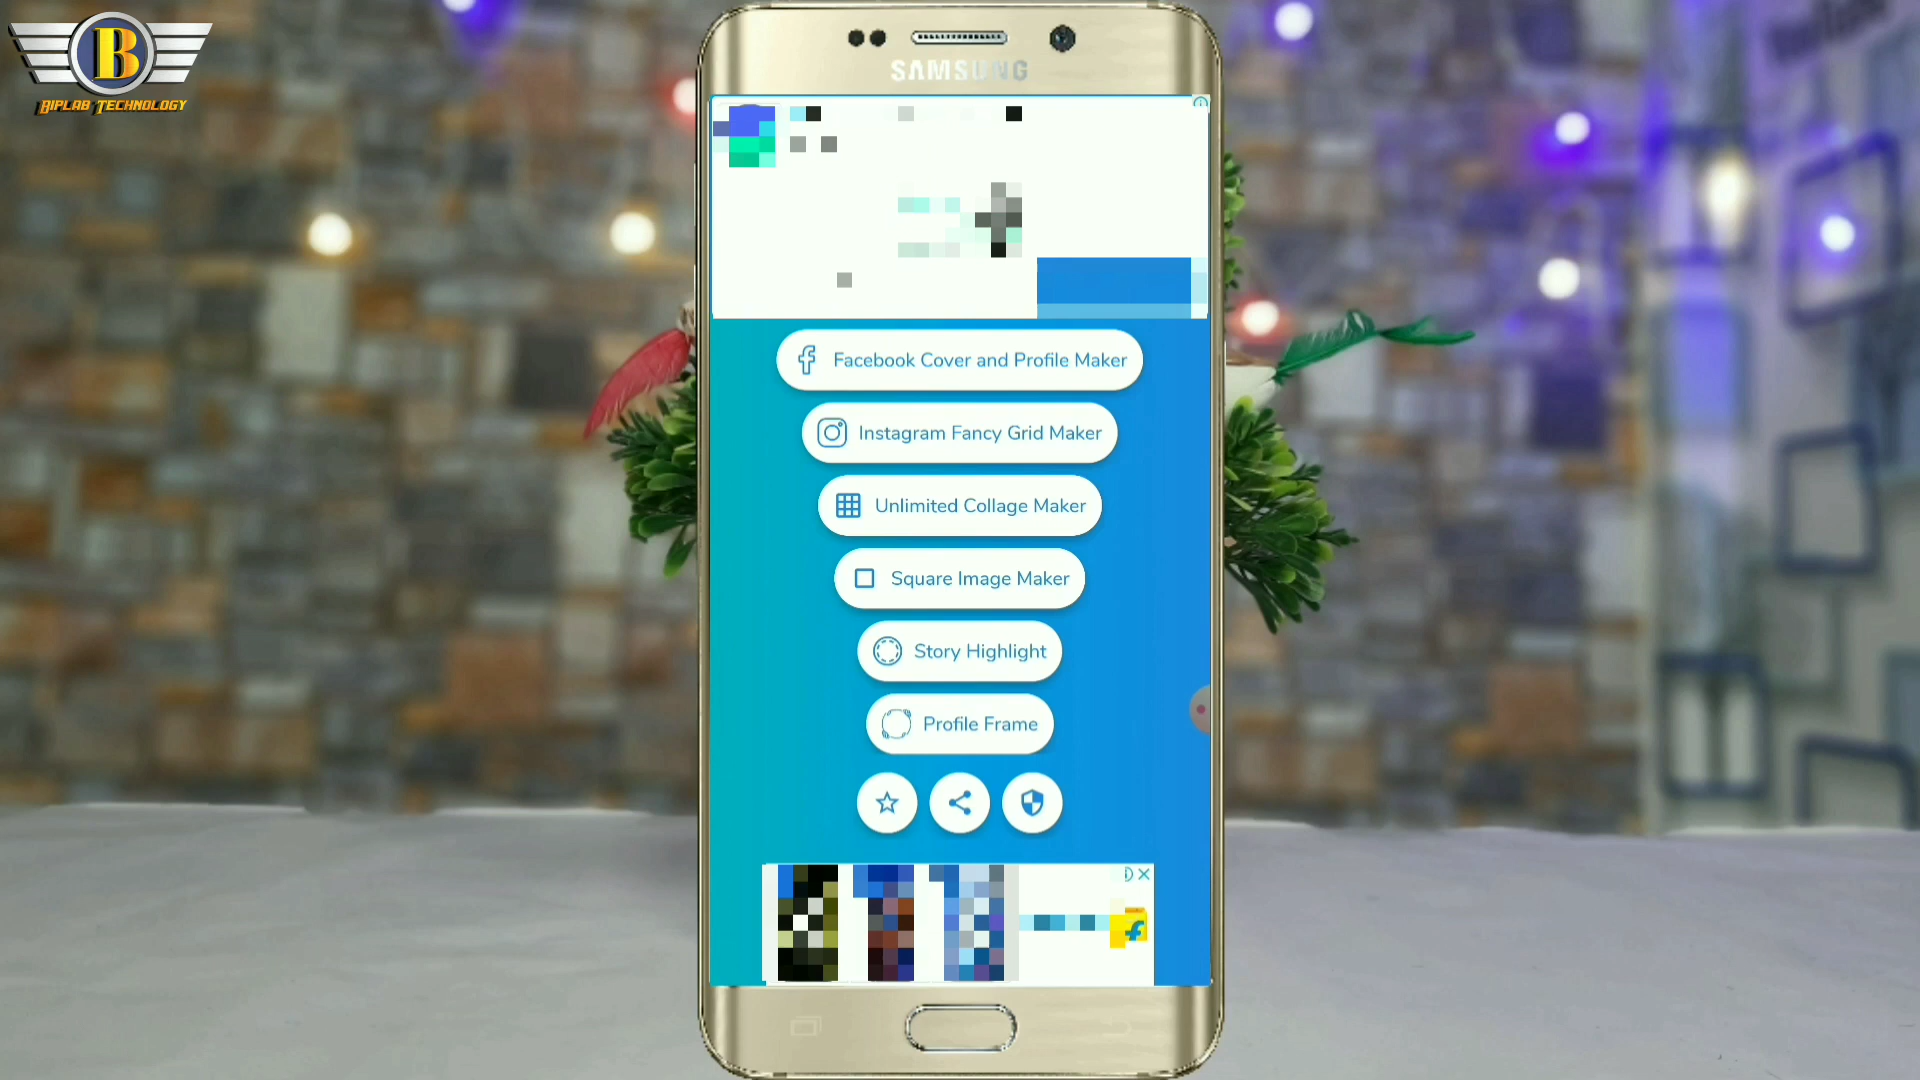 B
BIPLAB TECHNOLOGY
SAMSUNG
Facebook Cover and Profile Maker
Instagram Fancy Grid Maker
Unlimited Collage Maker
Square Image Maker
Story Highlight
Profile Frame